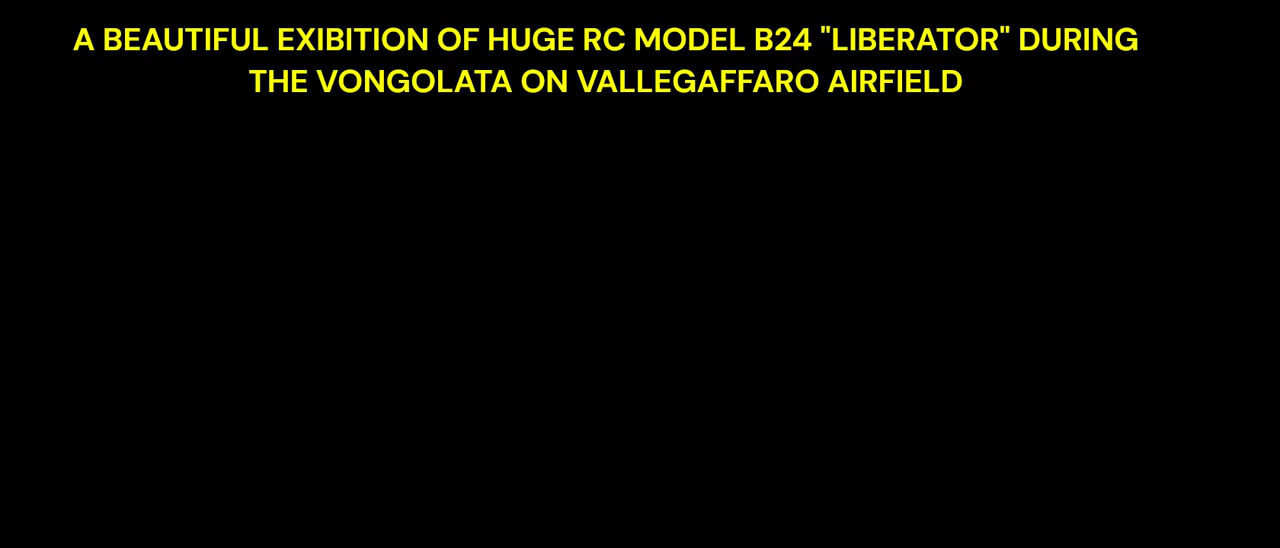 A BEAUTIFUL EXIBITION OF HUGE RC MODEL B24 "LIBERATOR" DURING
THE VONGOLATA ON VALLEGAFFARO AIRFIELD